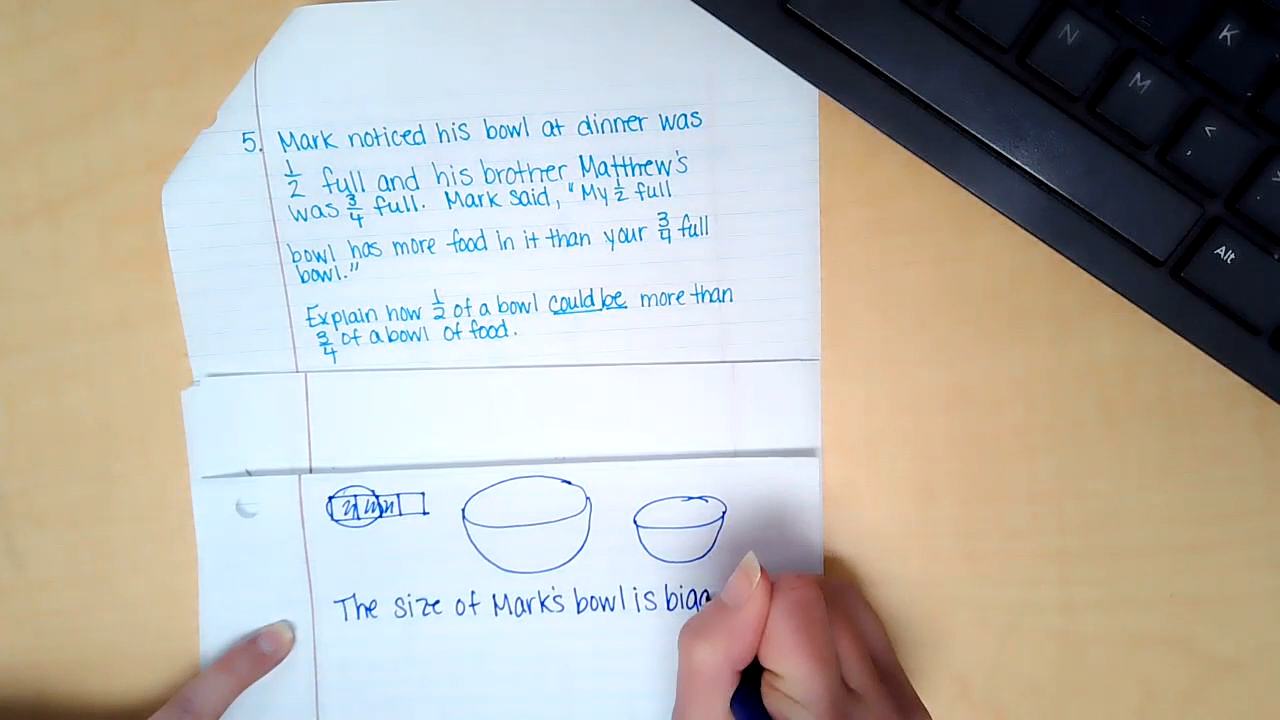 5. Mark noticed his bowl at dinner was
1/2 full and his brother Matthew's
was 3/4 full. Mark said, "My 1/2 full
bowl has more food in it than your 3/4 full
bowl."
Explain how 1/2 of a bowl could be more than
3/4 of a bowl of food.
The size of Mark's bowl is
N
M
K
<
,
Alt